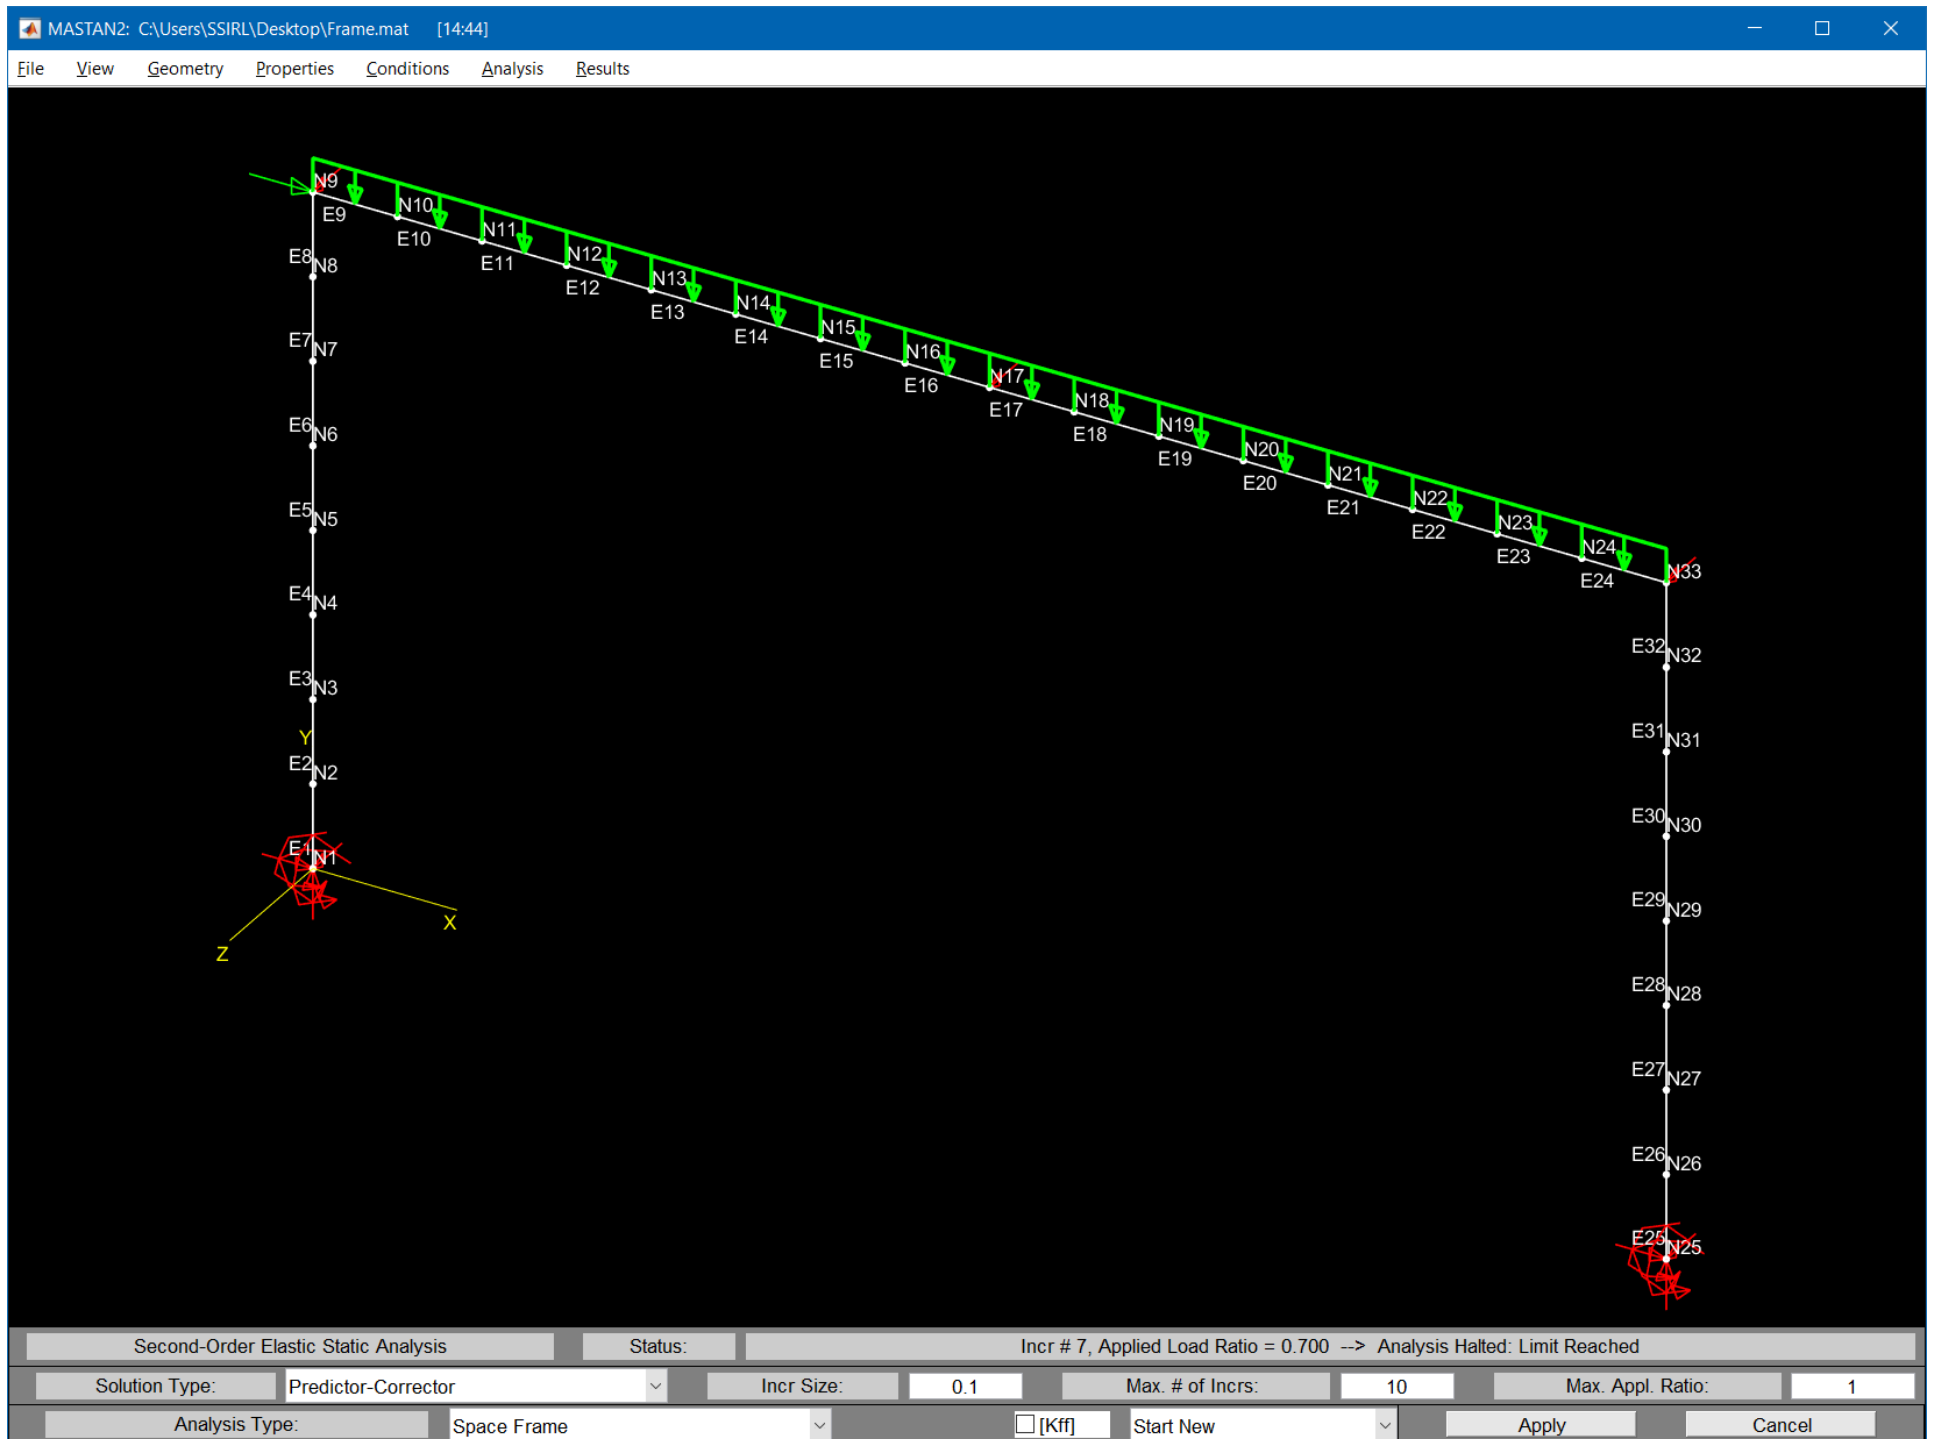 MASTAN2: C:\Users\SSIRL\Desktop\Frame.mat [14:44]
File View Geometry Properties Conditions Analysis Results
N9
E9
N10
E10
N11
E11
E8
N8
N12
E12
N13
E13
N14
E14
E7
N7
N15
E15
N16
E16
N17
E17
N18
E18
E6
N6
N19
E19
N20
E20
N21
E21
N22
E22
E5
N5
N23
E23
N24
E24
N33
E4
N4
E32
N32
E3
N3
Y
E31
N31
E2
N2
E30
N30
E1
N1
E29
N29
X
Z
E28
N28
E27
N27
E26
N26
E25
N25
Second-Order Elastic Static Analysis Status: Incr # 7, Applied Load Ratio = 0.700 --> Analysis Halted: Limit Reached
Solution Type: Predictor-Corrector Incr Size: 0.1 Max. # of Incrs: 10 Max. Appl. Ratio: 1
Analysis Type: Space Frame [Kff] Start New Apply Cancel